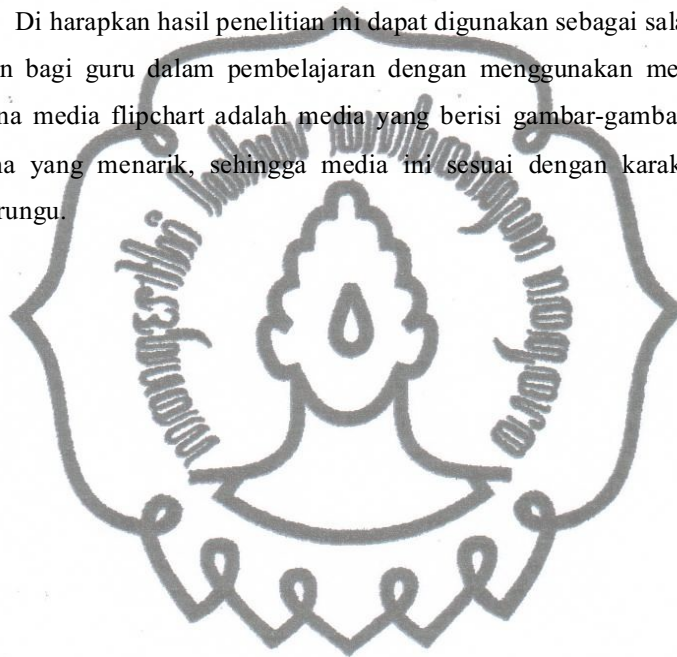 Di harapkan hasil penelitian ini dapat digunakan sebagai sala
n bagi guru dalam pembelajaran dengan menggunakan me
na media flipchart adalah media yang berisi gambar-gamba
na yang menarik, sehingga media ini sesuai dengan karak
rungu.